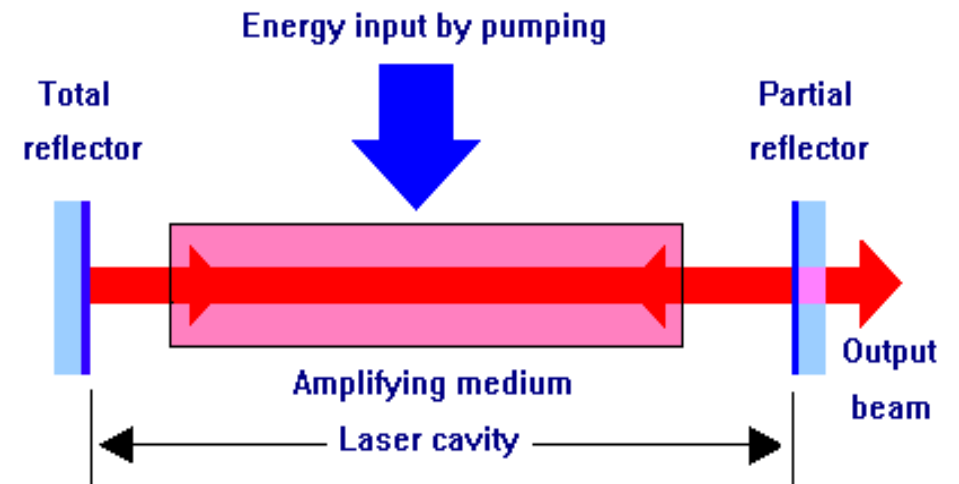 Energy input by pumping
Total
reflector
Partial
reflector
Amplifying medium
Output
beam
Laser cavity